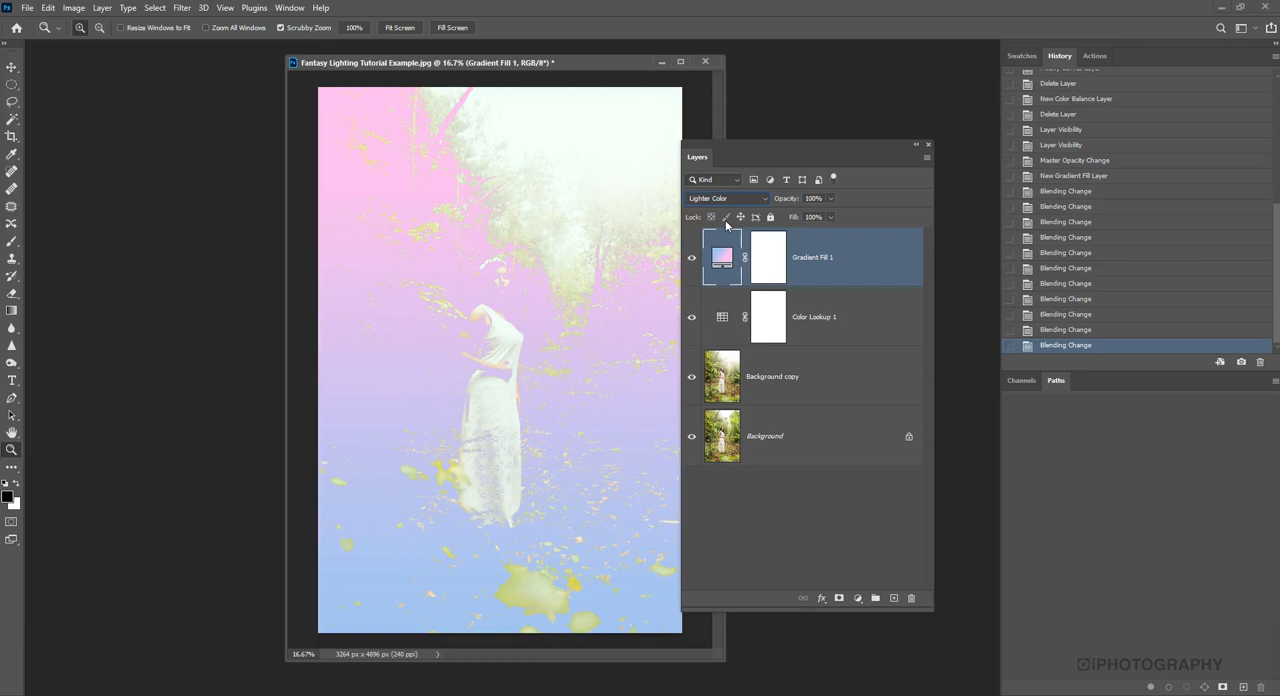 Ps File Edit Image Layer Type Select Filter 3D View Plugins Window Help
Resize Windows to Fit Zoom All Windows Scrubby Zoom 100% Fit Screen Fill Screen
Fantasy Lighting Tutorial Example.jpg @ 16.7% (Gradient Fill 1, RGB/8*) *
Layers
Kind
Lighter Color Opacity: 100%
Lock: Fill: 100%
Gradient Fill 1
Color Lookup 1
Background copy
Background
16.67% 3264 px x 4896 px (240 ppi)
Swatches History Actions
Delete Layer
New Color Balance Layer
Delete Layer
Layer Visibility
Layer Visibility
Master Opacity Change
New Gradient Fill Layer
Blending Change
Blending Change
Blending Change
Blending Change
Blending Change
Blending Change
Blending Change
Blending Change
Blending Change
Blending Change
Blending Change
Channels Paths
iPHOTOGRAPHY